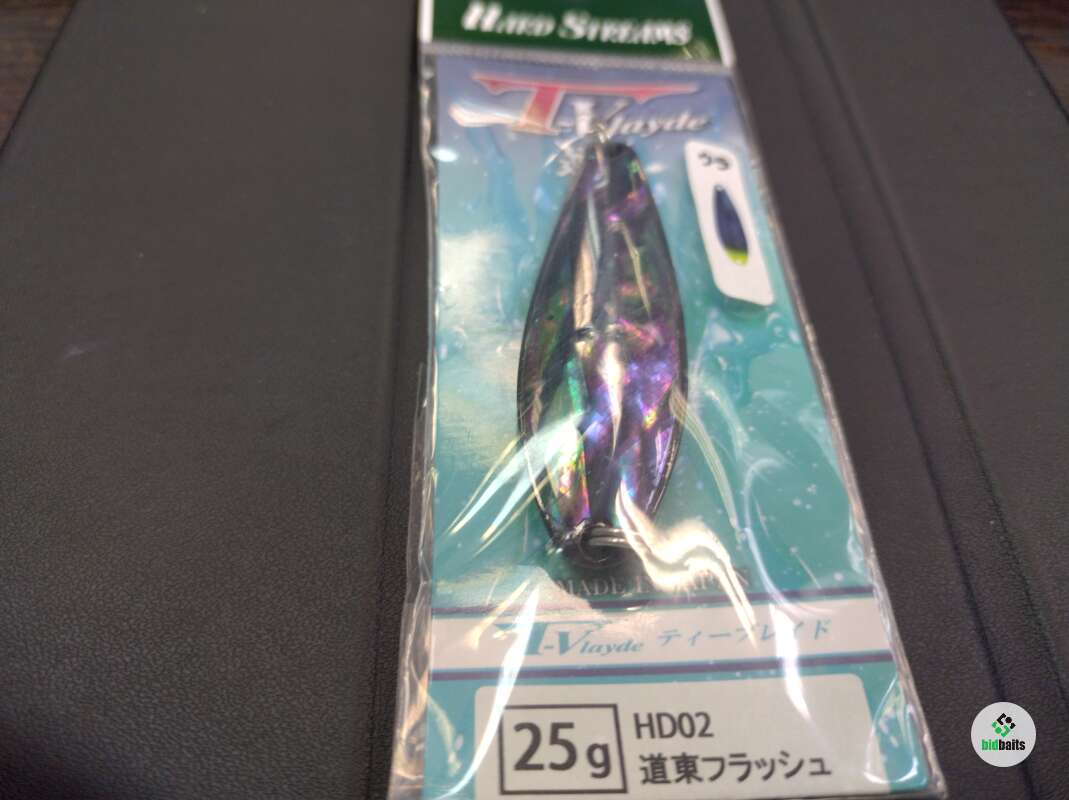 HARD STREAMS
T-Vlayde
ウラ
MADE IN JAPAN
T-Vlayde ティーブレイド
25g
HD02
道東フラッシュ
bidbaits